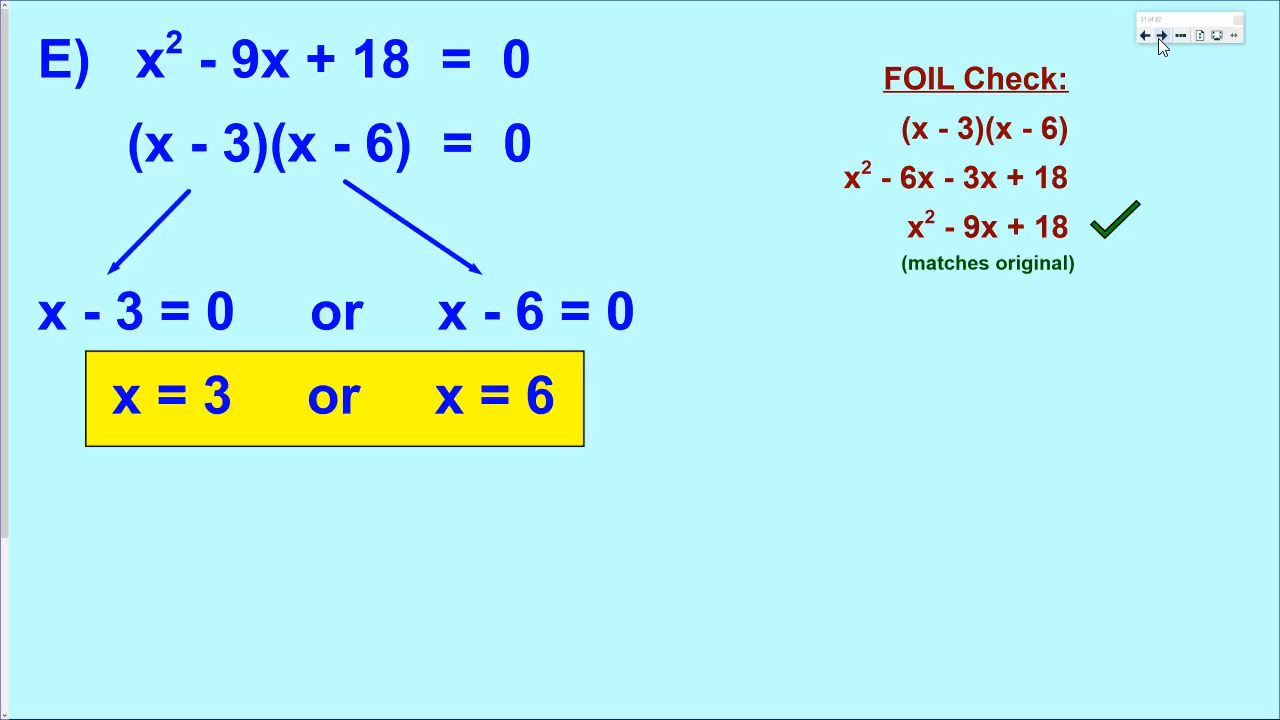 E) x² - 9x + 18 = 0
(x - 3)(x - 6) = 0
x - 3 = 0 or x - 6 = 0
x = 3 or x = 6
FOIL Check:
(x - 3)(x - 6)
x² - 6x - 3x + 18
x² - 9x + 18
(matches original)